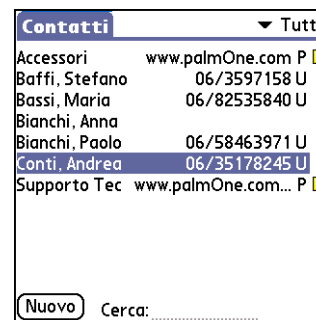 Contatti Tutt
Accessori www.palmOne.com P
Baffi, Stefano 06/3597158 U
Bassi, Maria 06/82535840 U
Bianchi, Anna
Bianchi, Paolo 06/58463971 U
Conti, Andrea 06/35178245 U
Supporto Tec www.palmOne.com... P
Nuovo Cerca: